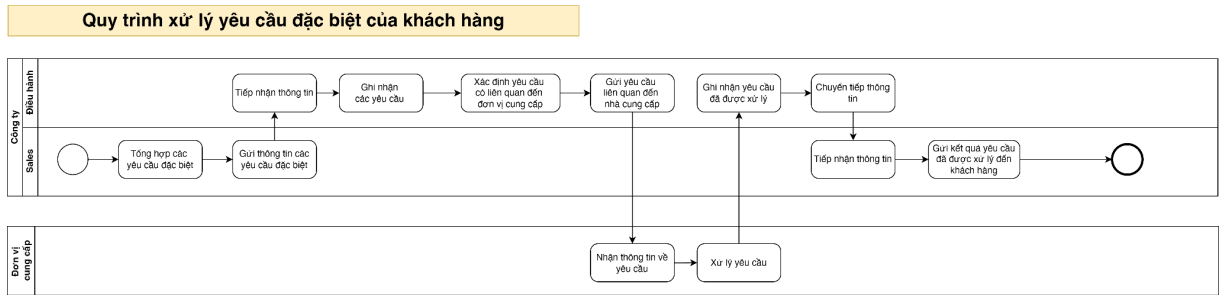 Quy trình xử lý yêu cầu đặc biệt của khách hàng
Công ty
Điều hành
Tiếp nhận thông tin
Ghi nhận
các yêu cầu
Xác định yêu cầu
có liên quan đến
đơn vị cung cấp
Gửi yêu cầu
liên quan đến
nhà cung cấp
Ghi nhận yêu cầu
đã được xử lý
Chuyển tiếp thông
tin
Sales
Tổng hợp các
yêu cầu đặc biệt
Gửi thông tin các
yêu cầu đặc biệt
Tiếp nhận thông tin
Gửi kết quả yêu cầu
đã được xử lý đến
khách hàng
Đơn vị
cung cấp
Nhận thông tin về
yêu cầu
Xử lý yêu cầu